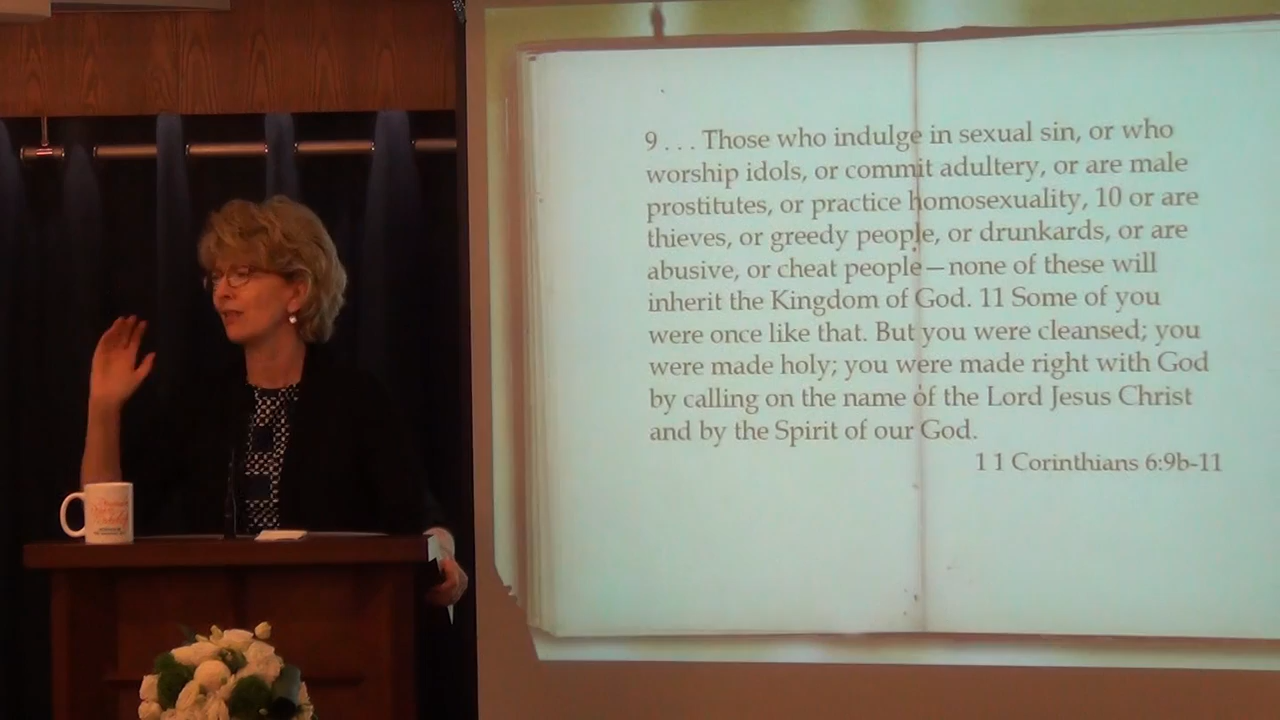 9 . . . Those who indulge in sexual sin, or who
worship idols, or commit adultery, or are male
prostitutes, or practice homosexuality, 10 or are
thieves, or greedy people, or drunkards, or are
abusive, or cheat people—none of these will
inherit the Kingdom of God. 11 Some of you
were once like that. But you were cleansed; you
were made holy; you were made right with God
by calling on the name of the Lord Jesus Christ
and by the Spirit of our God.
1 1 Corinthians 6:9b-11